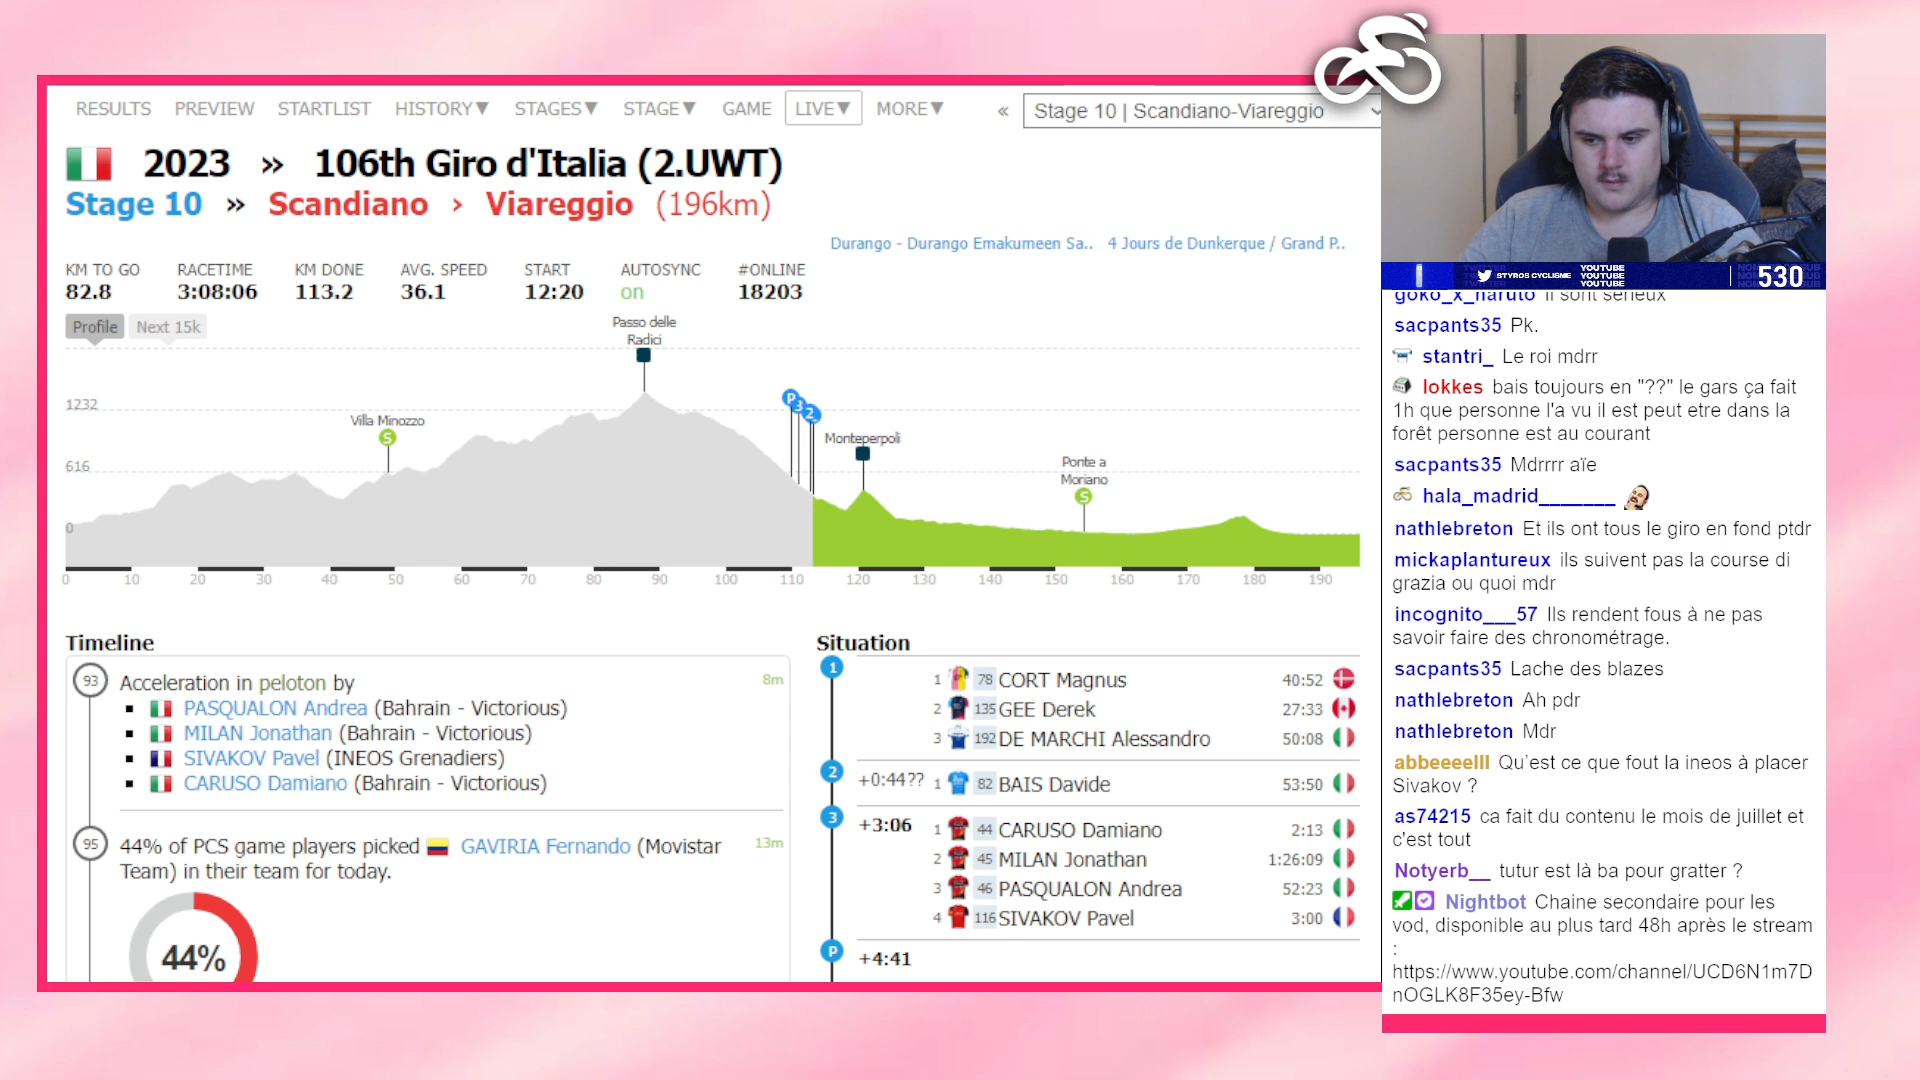 RESULTS PREVIEW STARTLIST HISTORY▼ STAGES▼ STAGE▼ GAME LIVE▼ MORE▼ « Stage 10 | Scandiano-Viareggio
2023 » 106th Giro d'Italia (2.UWT)
Stage 10 » Scandiano › Viareggio (196km)
Durango - Durango Emakumeen Sa.. 4 Jours de Dunkerque / Grand P..
KM TO GO RACETIME KM DONE AVG. SPEED START AUTOSYNC #ONLINE
82.8 3:08:06 113.2 36.1 12:20 on 18203
Profile Next 15k
Passo delle
Radici
1232
P 3 2
Villa Minozzo
S
Monteperpoli
616
Ponte a
Moriano
S
0
0 10 20 30 40 50 60 70 80 90 100 110 120 130 140 150 160 170 180 190
Timeline
93 Acceleration in peloton by 8m
PASQUALON Andrea (Bahrain - Victorious)
MILAN Jonathan (Bahrain - Victorious)
SIVAKOV Pavel (INEOS Grenadiers)
CARUSO Damiano (Bahrain - Victorious)
95 44% of PCS game players picked GAVIRIA Fernando (Movistar 13m
Team) in their team for today.
44%
Situation
1
1 78 CORT Magnus 40:52
2 135 GEE Derek 27:33
3 192 DE MARCHI Alessandro 50:08
2 +0:44?? 1 82 BAIS Davide 53:50
3 +3:06 1 44 CARUSO Damiano 2:13
2 45 MILAN Jonathan 1:26:09
3 46 PASQUALON Andrea 52:23
4 116 SIVAKOV Pavel 3:00
P +4:41
STYROS CYCLISME
YOUTUBE
YOUTUBE
YOUTUBE
530
goko_x_naruto il sont serieux
sacpants35 Pk.
stantri_ Le roi mdrr
lokkes bais toujours en "??" le gars ça fait
1h que personne l'a vu il est peut etre dans la
forêt personne est au courant
sacpants35 Mdrrrr aïe
hala_madrid_______
nathlebreton Et ils ont tous le giro en fond ptdr
mickaplantureux ils suivent pas la course di
grazia ou quoi mdr
incognito___57 Ils rendent fous à ne pas
savoir faire des chronométrage.
sacpants35 Lache des blazes
nathlebreton Ah pdr
nathlebreton Mdr
abbeeeelll Qu'est ce que fout la ineos à placer
Sivakov ?
as74215 ca fait du contenu le mois de juillet et
c'est tout
Notyerb__ tutur est là ba pour gratter ?
Nightbot Chaine secondaire pour les
vod, disponible au plus tard 48h après le stream
:
https://www.youtube.com/channel/UCD6N1m7D
nOGLK8F35ey-Bfw